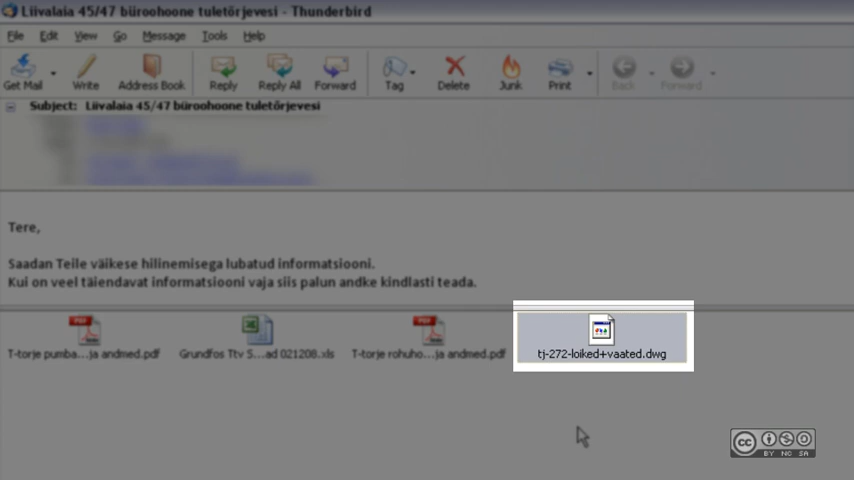 Liivalaia 45/47 büroohoone tuletõrjevesi - Thunderbird
File Edit View Go Message Tools Help
Get Mail Write Address Book Reply Reply All Forward Tag Delete Junk Print Back Forward
Subject: Liivalaia 45/47 büroohoone tuletõrjevesi
Tere,
Saadan Teile väikese hilinemisega lubatud informatsiooni.
Kui on veel täiendavat informatsiooni vaja siis palun andke kindlasti teada.
T-torje pumba...ja andmed.pdf Grundfos Ttv S...ad 021208.xls T-torje rohuho...ja andmed.pdf tj-272-loiked+vaated.dwg
cc
BY NC SA